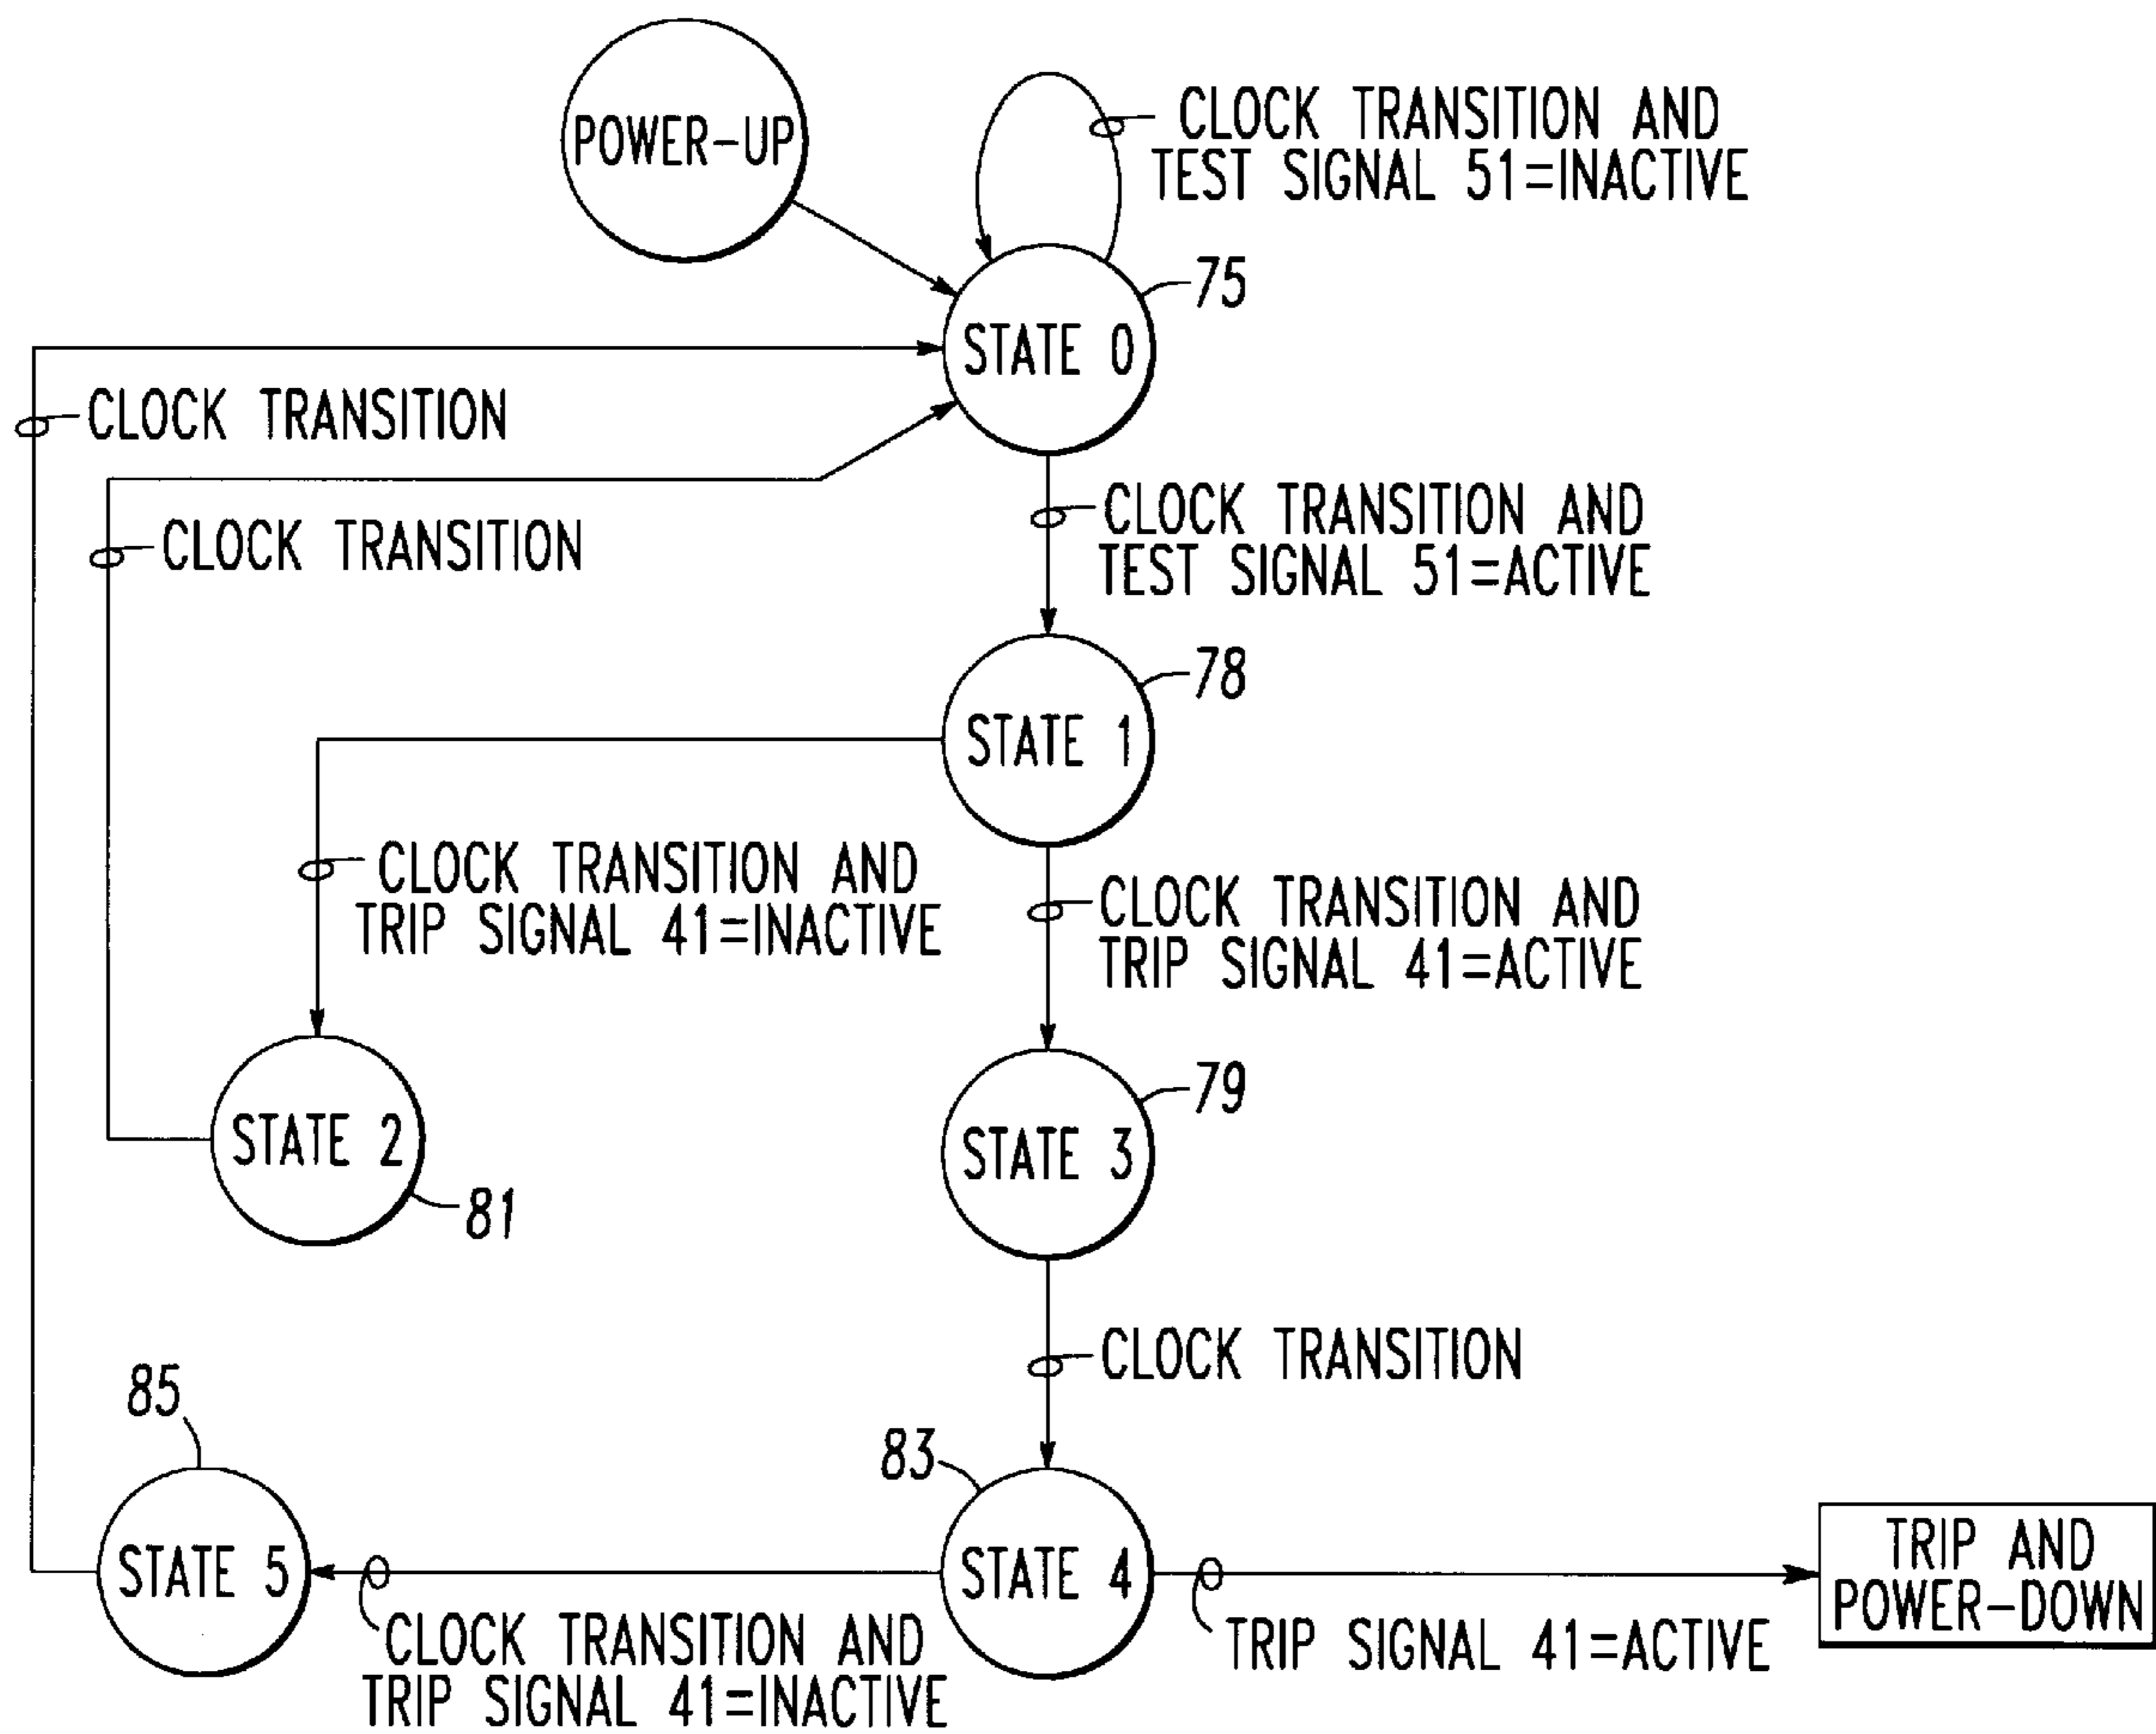 POWER-UP
CLOCK TRANSITION AND
TEST SIGNAL 51=INACTIVE
75
STATE 0
CLOCK TRANSITION
CLOCK TRANSITION AND
TEST SIGNAL 51=ACTIVE
CLOCK TRANSITION
78
STATE 1
CLOCK TRANSITION AND
TRIP SIGNAL 41=INACTIVE
CLOCK TRANSITION AND
TRIP SIGNAL 41=ACTIVE
79
STATE 2
STATE 3
81
CLOCK TRANSITION
85
83
STATE 5
STATE 4
TRIP AND
POWER-DOWN
CLOCK TRANSITION AND
TRIP SIGNAL 41=INACTIVE
TRIP SIGNAL 41=ACTIVE